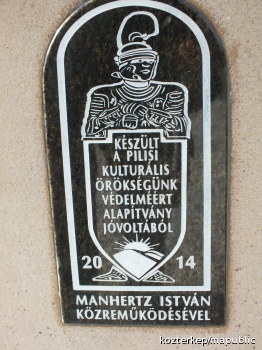 KÉSZÜLT
A PILISI
KULTURÁLIS
ÖRÖKSÉGÜNK
VÉDELMÉÉRT
ALAPÍTVÁNY
JÓVOLTÁBÓL
20 14
MANHERTZ ISTVÁN
KÖZREMŰKÖDÉSÉVEL
kozterkep/mapublic